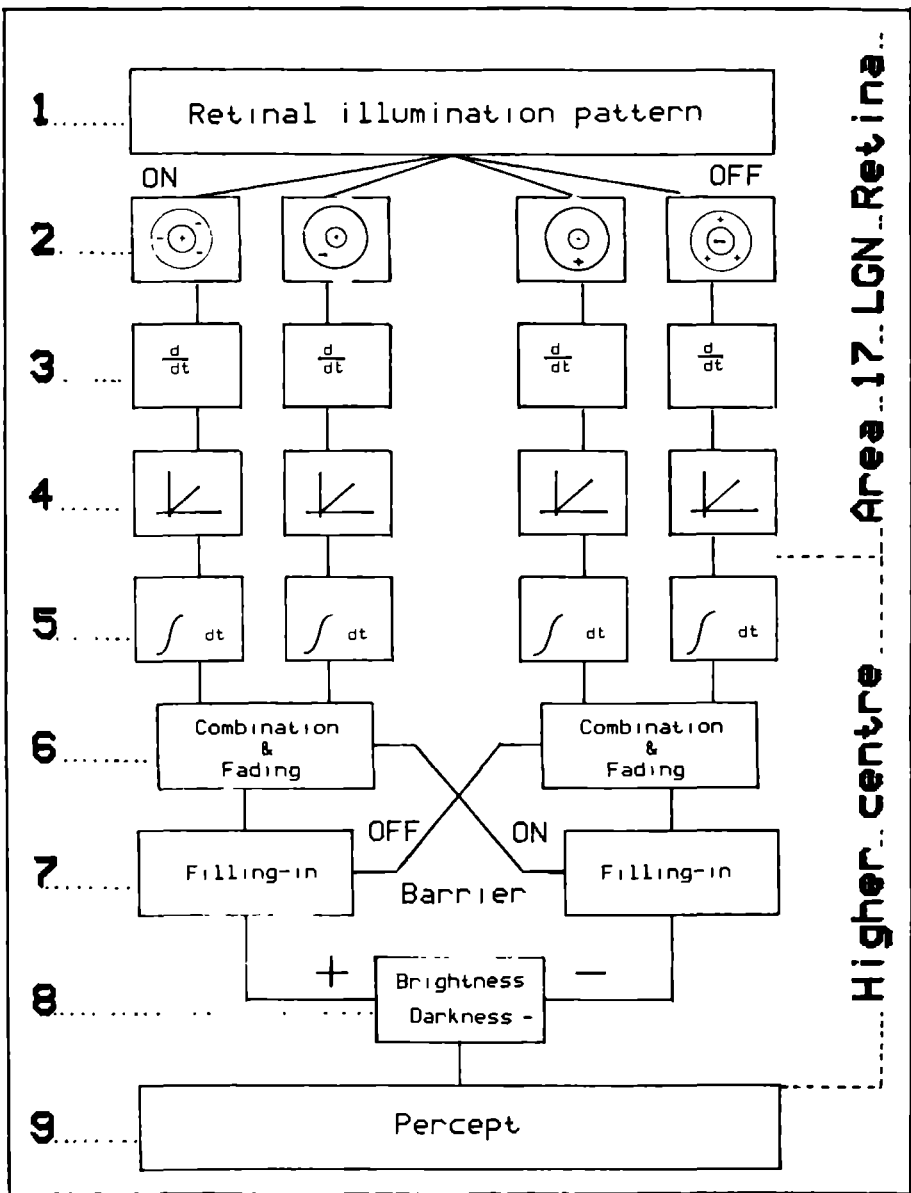 1 Retinal illumination pattern
ON OFF
2 + - - - + - - + - + + +
3 d/dt d/dt d/dt d/dt
4
5 ∫ dt ∫ dt ∫ dt ∫ dt
6 Combination & Fading Combination & Fading
OFF ON
7 Filling-in Filling-in
Barrier
+ -
8 Brightness
Darkness -
9 Percept
Area 17 LGN Retina
Higher centre